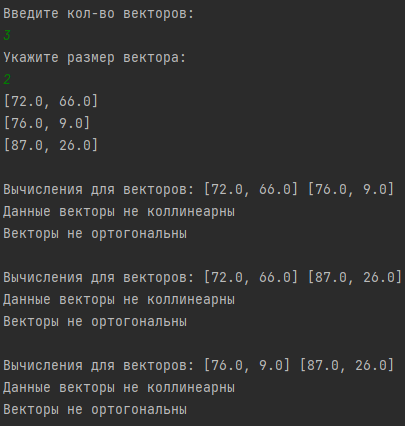 Введите кол-во векторов:
3
Укажите размер вектора:
2
[72.0, 66.0]
[76.0, 9.0]
[87.0, 26.0]
Вычисления для векторов: [72.0, 66.0] [76.0, 9.0]
Данные векторы не коллинеарны
Векторы не ортогональны
Вычисления для векторов: [72.0, 66.0] [87.0, 26.0]
Данные векторы не коллинеарны
Векторы не ортогональны
Вычисления для векторов: [76.0, 9.0] [87.0, 26.0]
Данные векторы не коллинеарны
Векторы не ортогональны